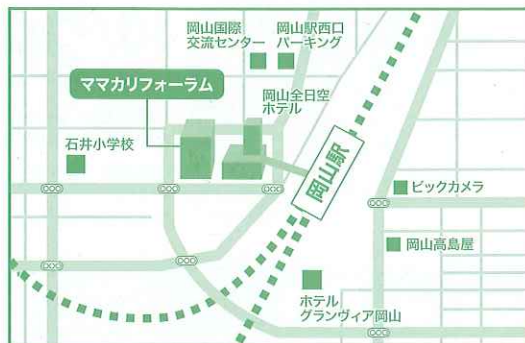 岡山国際
交流センター
岡山駅西口
パーキング
ママカリフォーラム
岡山全日空
ホテル
石井小学校
岡山駅
ビックカメラ
岡山高島屋
ホテル
グランヴィア岡山